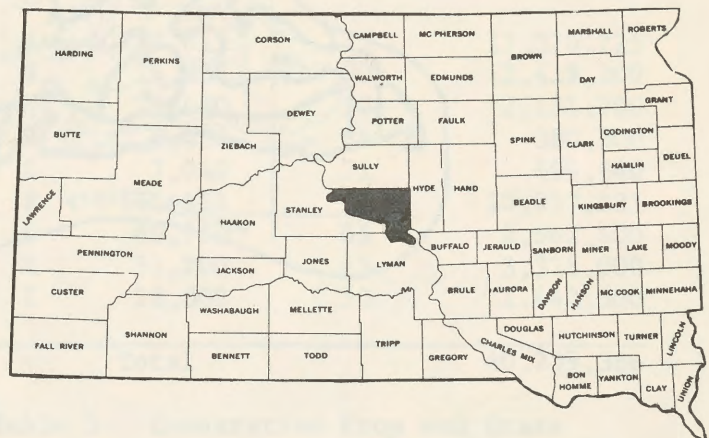 HARDING
PERKINS
CORSON
CAMPBELL
MC PHERSON
BROWN
MARSHALL
ROBERTS
WALWORTH
EDMUNDS
DAY
GRANT
BUTTE
MEADE
ZIEBACH
DEWEY
POTTER
FAULK
SPINK
CLARK
CODINGTON
HAMLIN
DEUEL
LAWRENCE
HAAKON
STANLEY
SULLY
HYDE
HAND
BEADLE
KINGSBURY
BROOKINGS
PENNINGTON
JACKSON
JONES
LYMAN
BUFFALO
JERAULD
SANBORN
MINER
LAKE
MOODY
CUSTER
WASHABAUGH
MELLETTE
BRULE
AURORA
DAVISON
HANSON
MC COOK
MINNEHAHA
FALL RIVER
SHANNON
BENNETT
TODD
TRIPP
GREGORY
CHARLES MIX
DOUGLAS
HUTCHINSON
TURNER
LINCOLN
BON
HOMME
YANKTON
CLAY
UNION